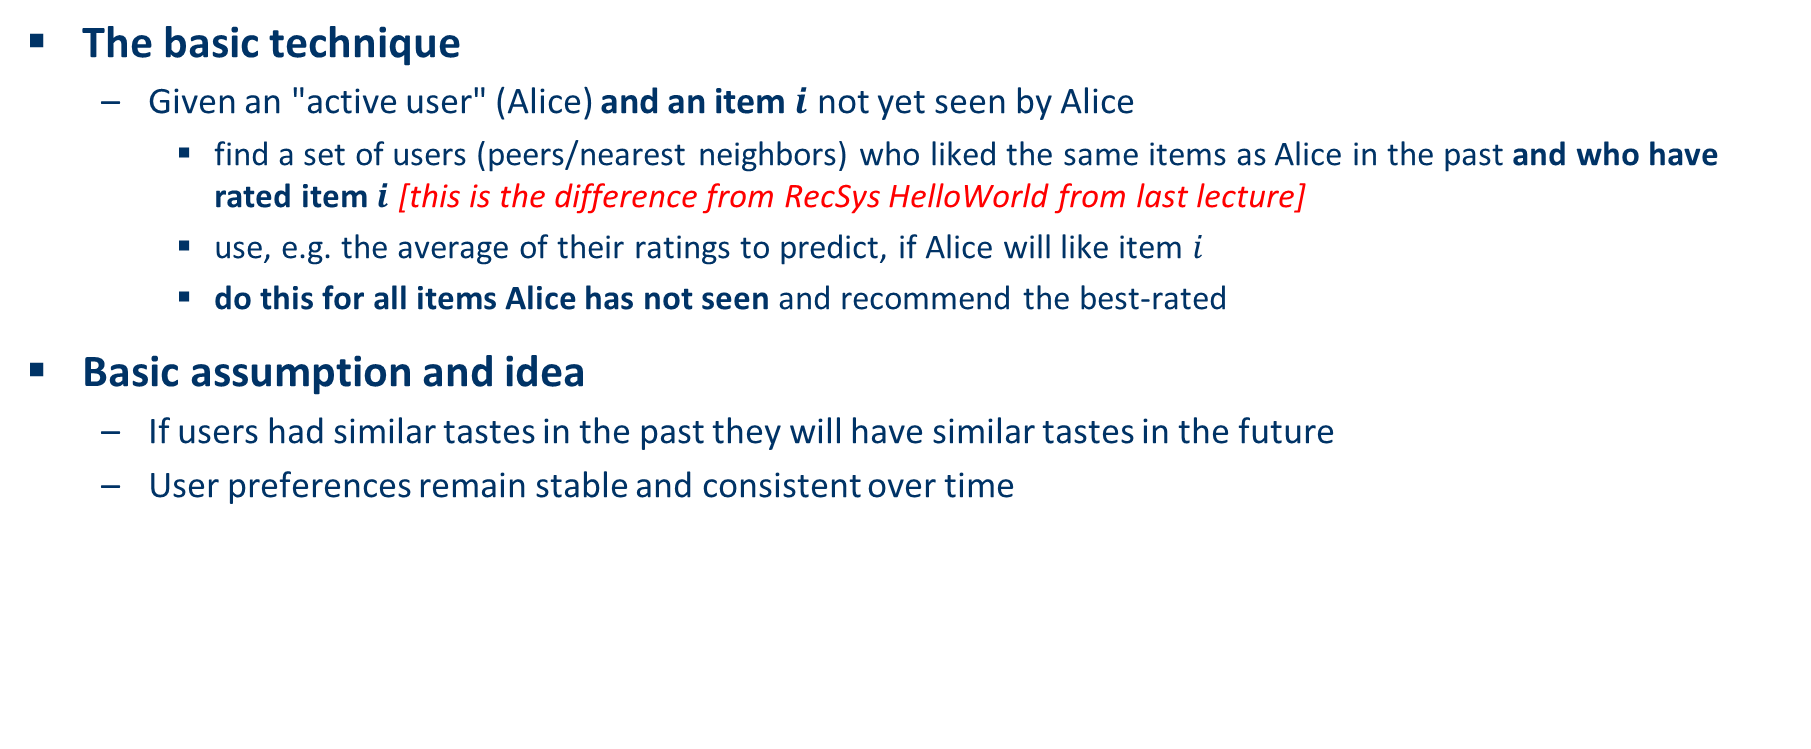 ▪ The basic technique
– Given an "active user" (Alice) and an item i not yet seen by Alice
▪ find a set of users (peers/nearest neighbors) who liked the same items as Alice in the past and who have
rated item i [this is the difference from RecSys HelloWorld from last lecture]
▪ use, e.g. the average of their ratings to predict, if Alice will like item i
▪ do this for all items Alice has not seen and recommend the best-rated
▪ Basic assumption and idea
– If users had similar tastes in the past they will have similar tastes in the future
– User preferences remain stable and consistent over time